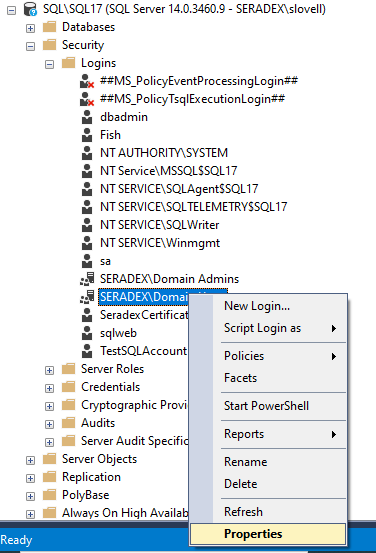 SQL\SQL17 (SQL Server 14.0.3460.9 - SERADEX\slovell)
Databases
Security
Logins
##MS_PolicyEventProcessingLogin##
##MS_PolicyTsqlExecutionLogin##
dbadmin
Fish
NT AUTHORITY\SYSTEM
NT Service\MSSQL$SQL17
NT SERVICE\SQLAgent$SQL17
NT SERVICE\SQLTELEMETRY$SQL17
NT SERVICE\SQLWriter
NT SERVICE\Winmgmt
sa
SERADEX\Domain Admins
SERADEX\Domain
SeradexCertifica
sqlweb
TestSQLAccount
Server Roles
Credentials
Cryptographic Provi
Audits
Server Audit Specific
Server Objects
Replication
PolyBase
Always On High Availa
New Login...
Script Login as
Policies
Facets
Start PowerShell
Reports
Rename
Delete
Refresh
Properties
Ready